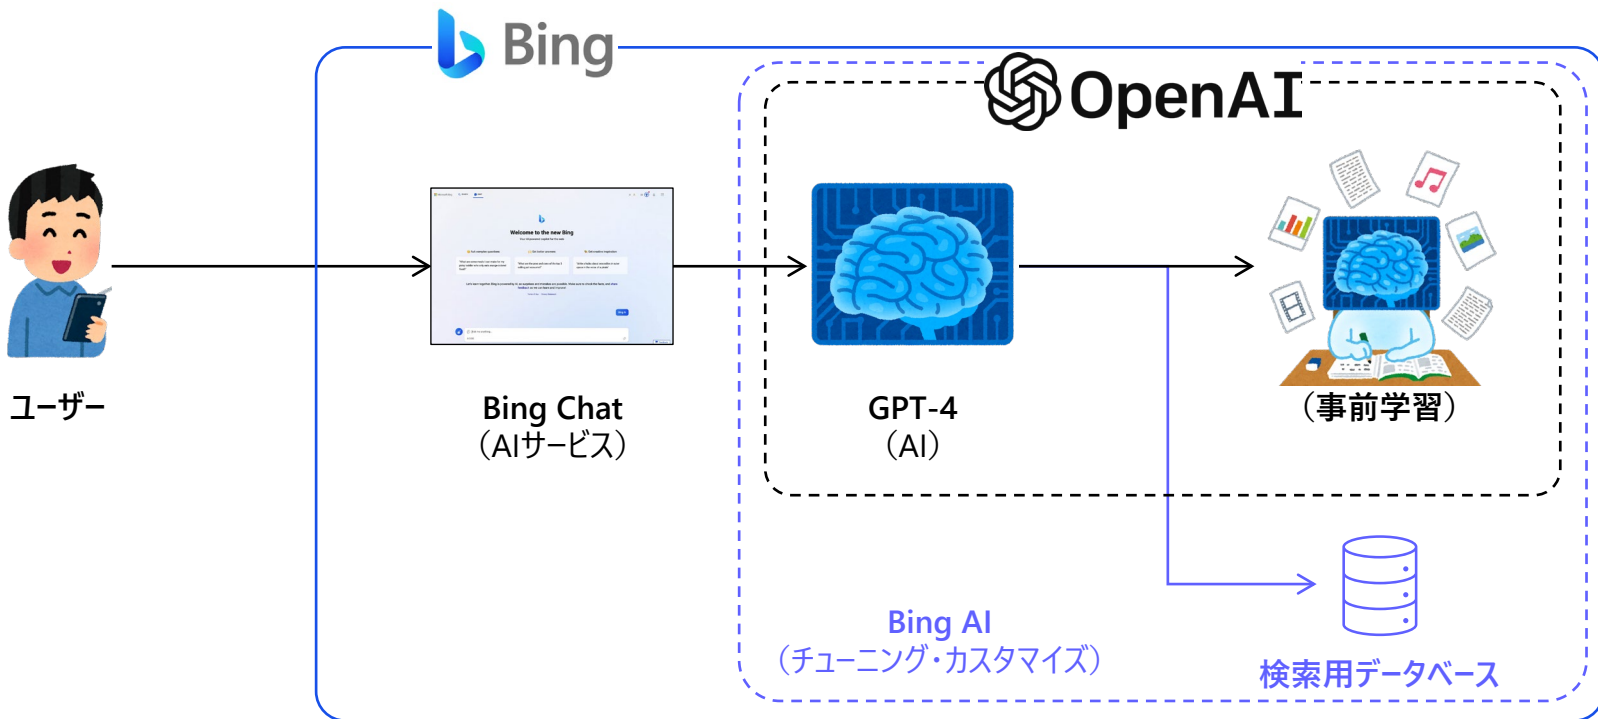 Bing
OpenAI
Welcome to the new Bing
ユーザー
Bing Chat
（AIサービス）
GPT-4
（AI）
（事前学習）
Bing AI
（チューニング・カスタマイズ）
検索用データベース